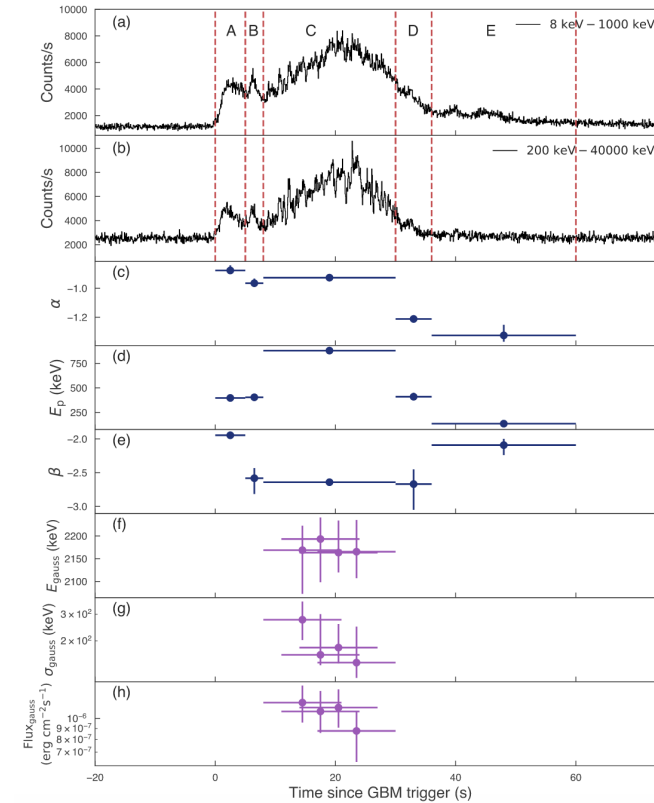 (a) A B C D E 8 keV − 1000 keV
10000
8000
6000
4000
2000
Counts/s
(b) 200 keV − 40000 keV
10000
8000
6000
4000
2000
Counts/s
(c)
−1.0
−1.2
α
(d)
750
500
250
Ep (keV)
(e)
−2.0
−2.5
−3.0
β
(f)
2200
2150
2100
Egauss (keV)
(g)
3 × 10²
2 × 10²
σgauss (keV)
(h)
10⁻⁶
9 × 10⁻⁷
8 × 10⁻⁷
7 × 10⁻⁷
Fluxgauss
(erg cm⁻²s⁻¹)
−20 0 20 40 60
Time since GBM trigger (s)